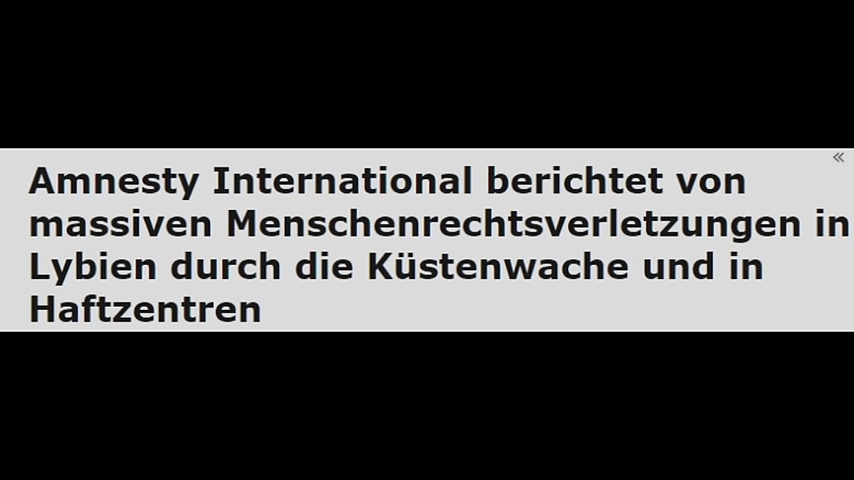 «
Amnesty International berichtet von
massiven Menschenrechtsverletzungen in
Lybien durch die Küstenwache und in
Haftzentren